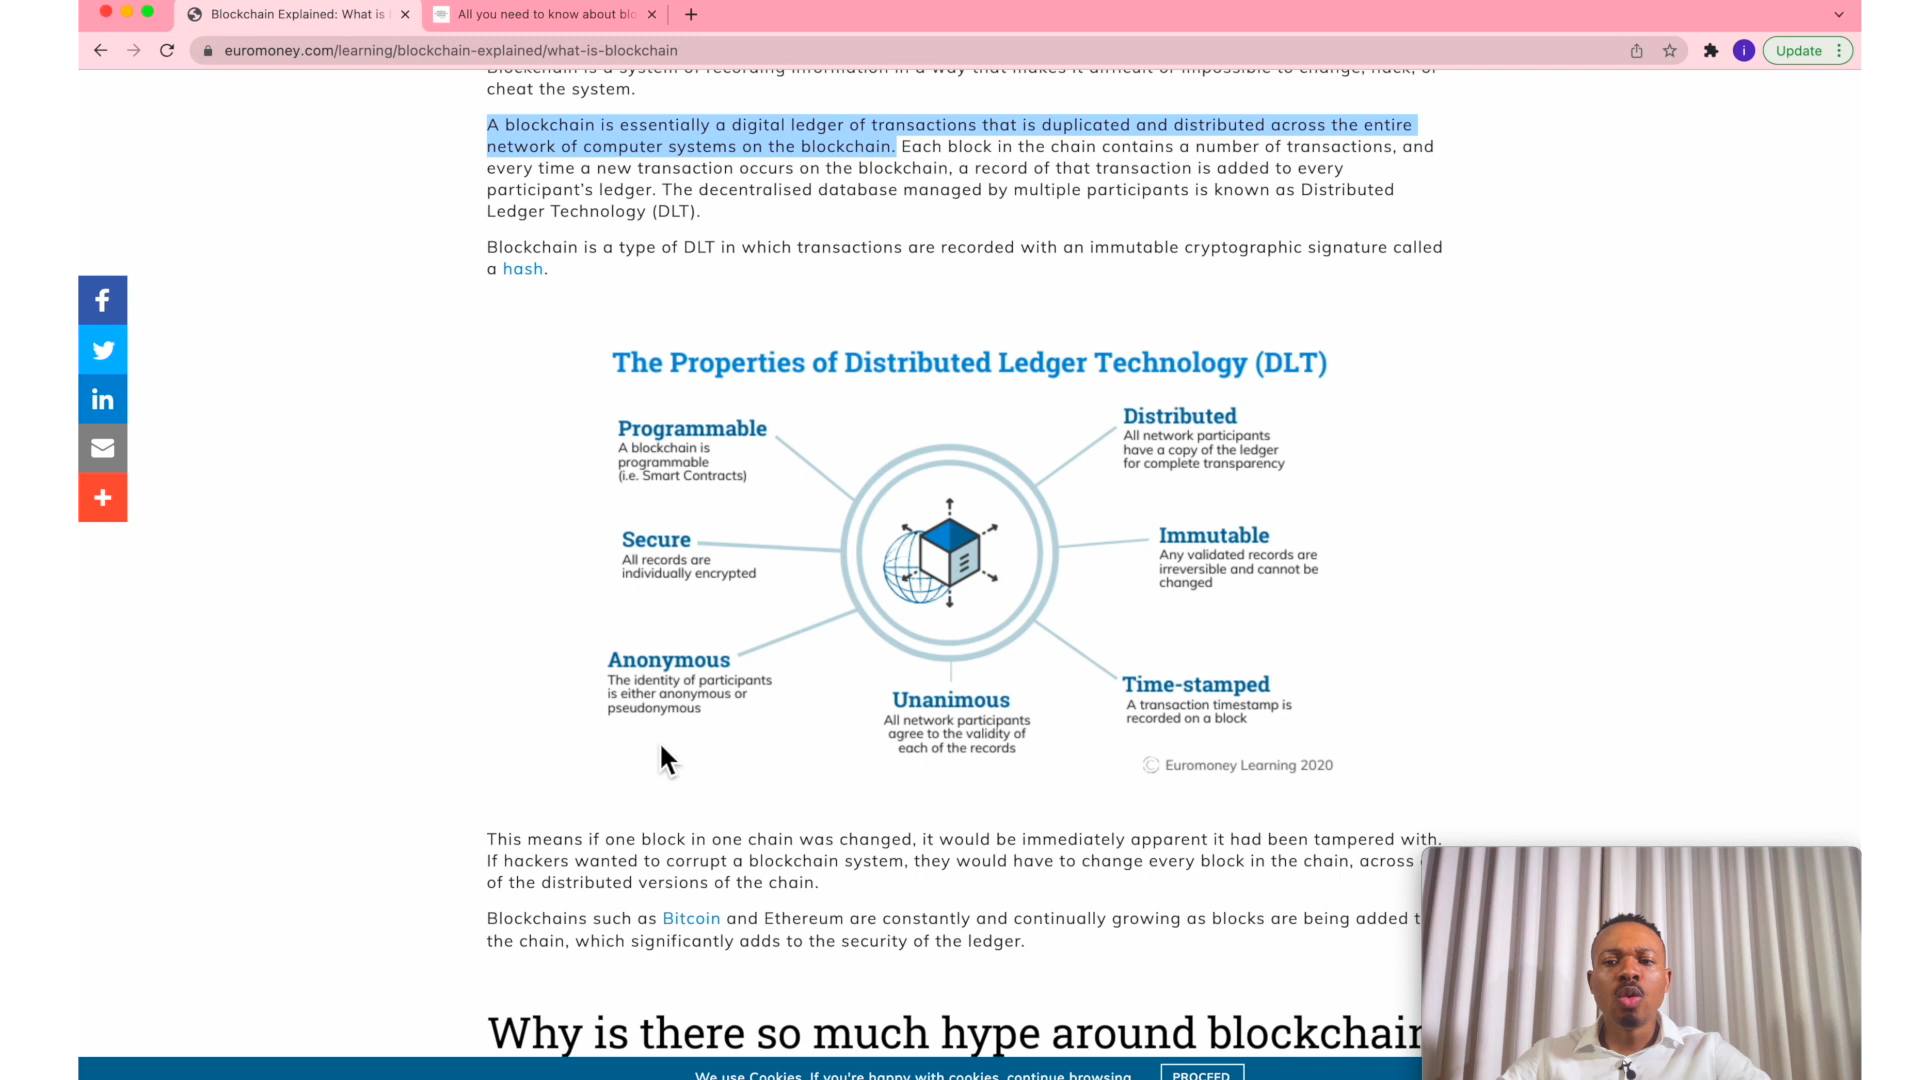 Blockchain Explained: What is
All you need to know about blo
euromoney.com/learning/blockchain-explained/what-is-blockchain
i
Update
Blockchain is a system of recording information in a way that makes it difficult or impossible to change, hack, or
cheat the system.
A blockchain is essentially a digital ledger of transactions that is duplicated and distributed across the entire
network of computer systems on the blockchain. Each block in the chain contains a number of transactions, and
every time a new transaction occurs on the blockchain, a record of that transaction is added to every
participant’s ledger. The decentralised database managed by multiple participants is known as Distributed
Ledger Technology (DLT).
Blockchain is a type of DLT in which transactions are recorded with an immutable cryptographic signature called
a hash.
The Properties of Distributed Ledger Technology (DLT)
Programmable
A blockchain is
programmable
(i.e. Smart Contracts)
Secure
All records are
individually encrypted
Anonymous
The identity of participants
is either anonymous or
pseudonymous
Unanimous
All network participants
agree to the validity of
each of the records
Distributed
All network participants
have a copy of the ledger
for complete transparency
Immutable
Any validated records are
irreversible and cannot be
changed
Time-stamped
A transaction timestamp is
recorded on a block
© Euromoney Learning 2020
This means if one block in one chain was changed, it would be immediately apparent it had been tampered with.
If hackers wanted to corrupt a blockchain system, they would have to change every block in the chain, across
of the distributed versions of the chain.
Blockchains such as Bitcoin and Ethereum are constantly and continually growing as blocks are being added t
the chain, which significantly adds to the security of the ledger.
Why is there so much hype around blockchain
We use Cookies. If you're happy with cookies, continue browsing.
PROCEED